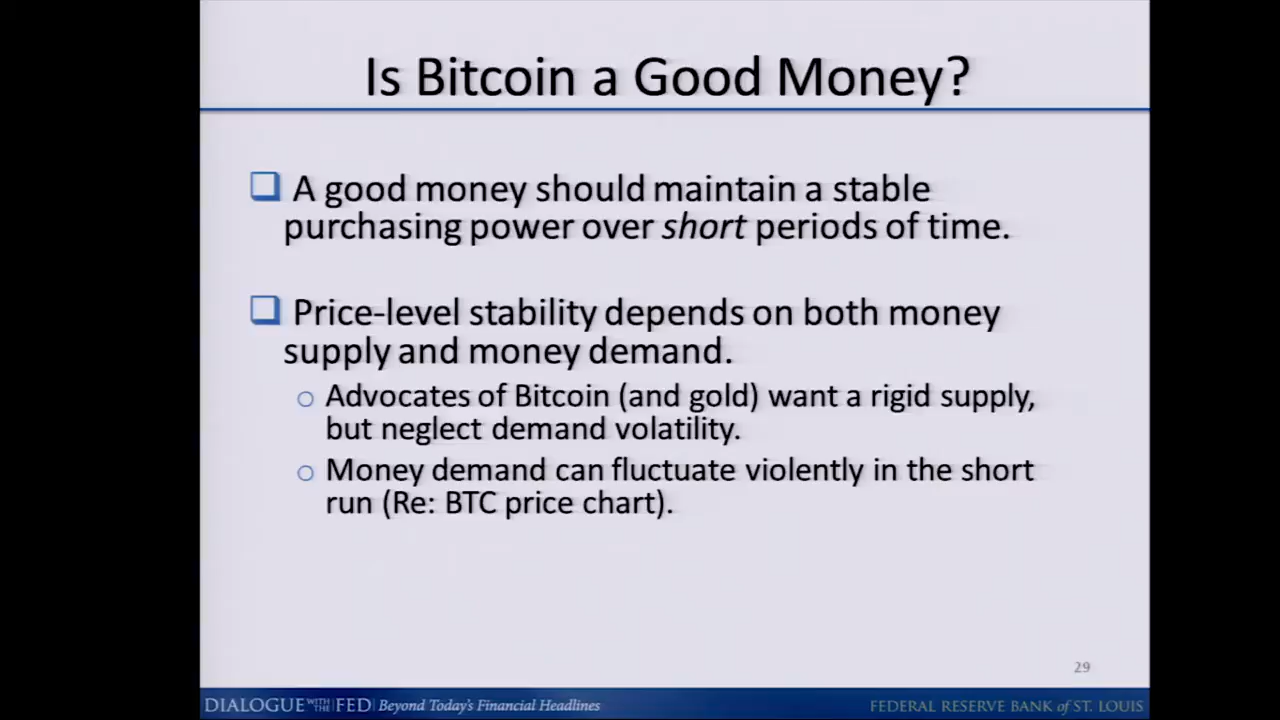 Is Bitcoin a Good Money?
A good money should maintain a stable
purchasing power over short periods of time.
Price-level stability depends on both money
supply and money demand.
Advocates of Bitcoin (and gold) want a rigid supply,
but neglect demand volatility.
Money demand can fluctuate violently in the short
run (Re: BTC price chart).
29
DIALOGUE WITH THE FED | Beyond Today's Financial Headlines
FEDERAL RESERVE BANK of ST. LOUIS